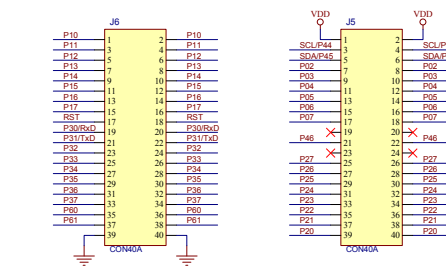 VDD VDD
J6 J5
P10 1 2 P10 1 2
P11 3 4 P11 SCL/P44 3 4 SCL/P
P12 5 6 P12 SDA/P45 5 6 SDA/P
P13 7 8 P13 P02 7 8 P02
P14 9 10 P14 P03 9 10 P03
P15 11 12 P15 P04 11 12 P04
P16 13 14 P16 P05 13 14 P05
P17 15 16 P17 P06 15 16 P06
RST 17 18 RST P07 17 18 P07
P30/RxD 19 20 P30/RxD 19 20
P31/TxD 21 22 P31/TxD P46 21 22 P46
P32 23 24 P32 23 24
P33 25 26 P33 P27 25 26 P27
P34 27 28 P34 P26 27 28 P26
P35 29 30 P35 P25 29 30 P25
P36 31 32 P36 P24 31 32 P24
P37 33 34 P37 P23 33 34 P23
P60 35 36 P60 P22 35 36 P22
P61 37 38 P61 P21 37 38 P21
39 40 P20 39 40 P20
CON40A CON40A